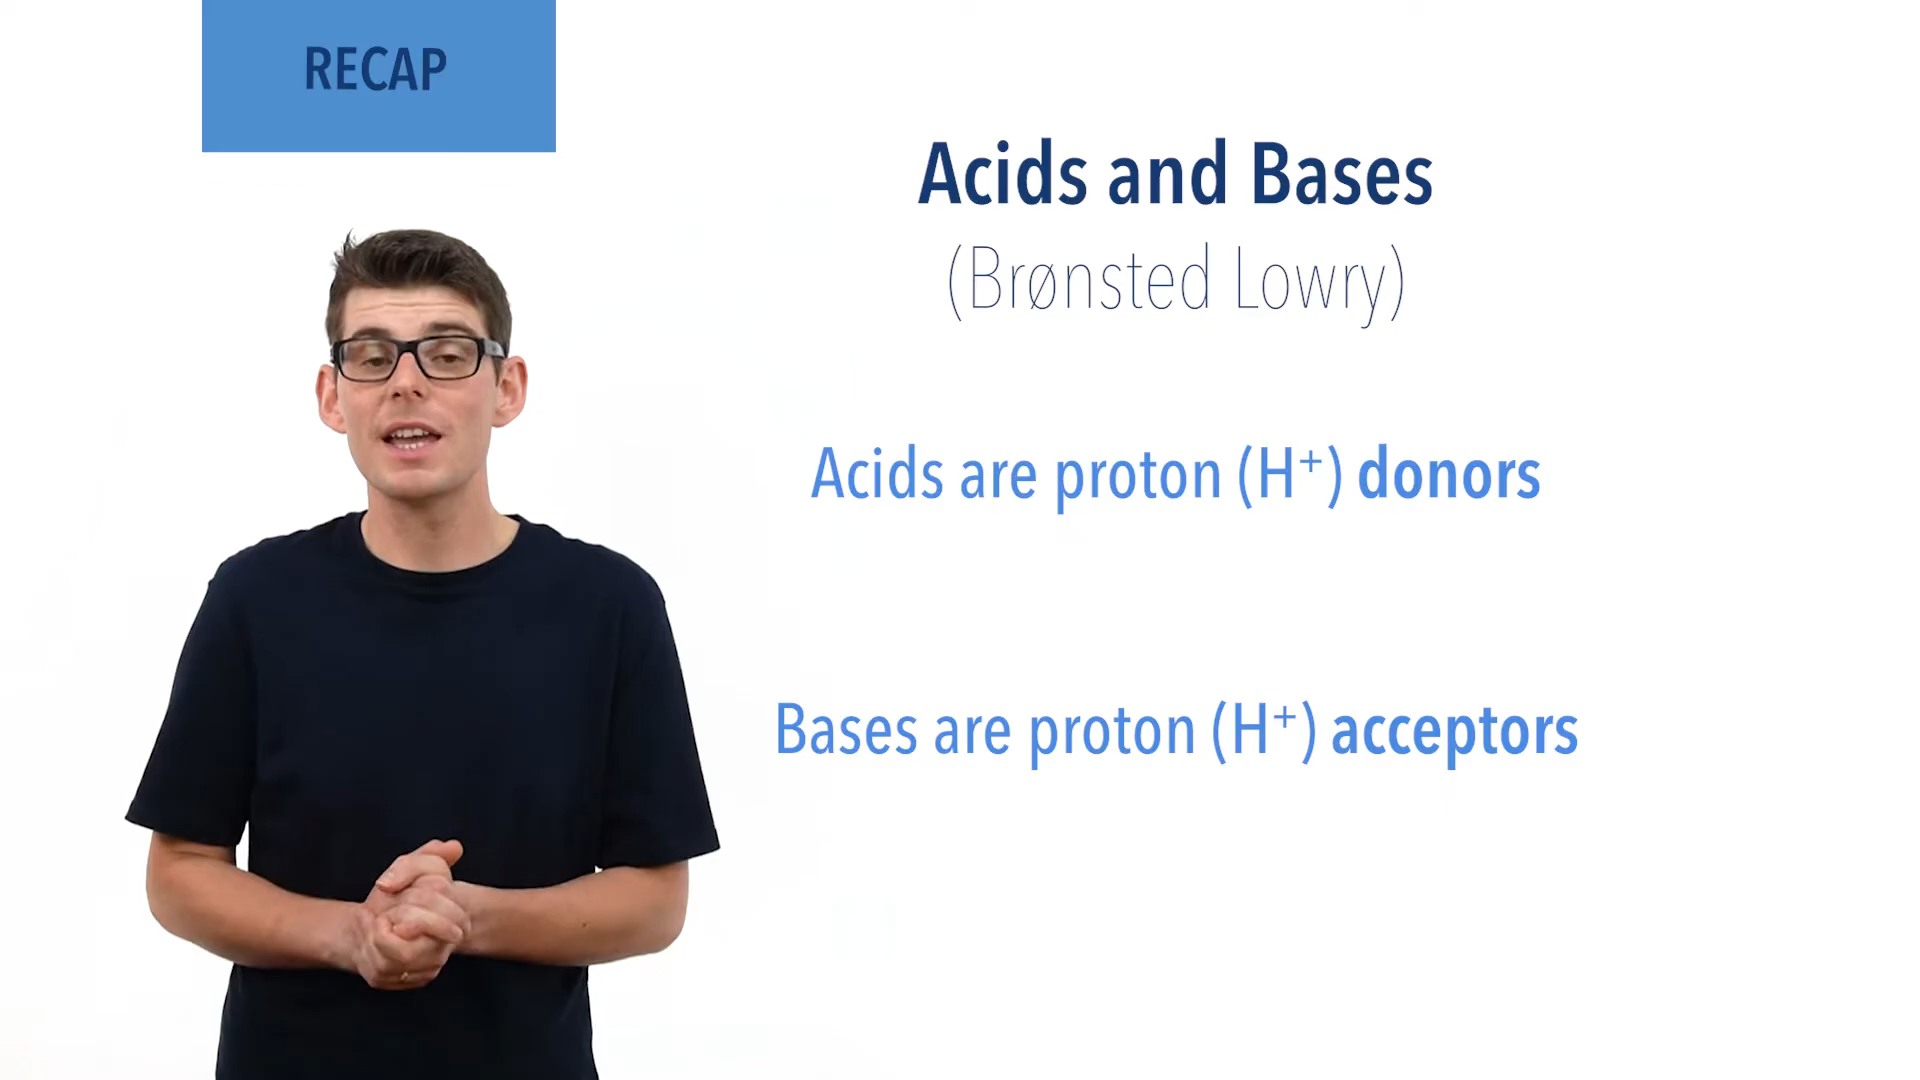 RECAP
Acids and Bases
(Brønsted Lowry)
Acids are proton (H⁺) donors
Bases are proton (H⁺) acceptors